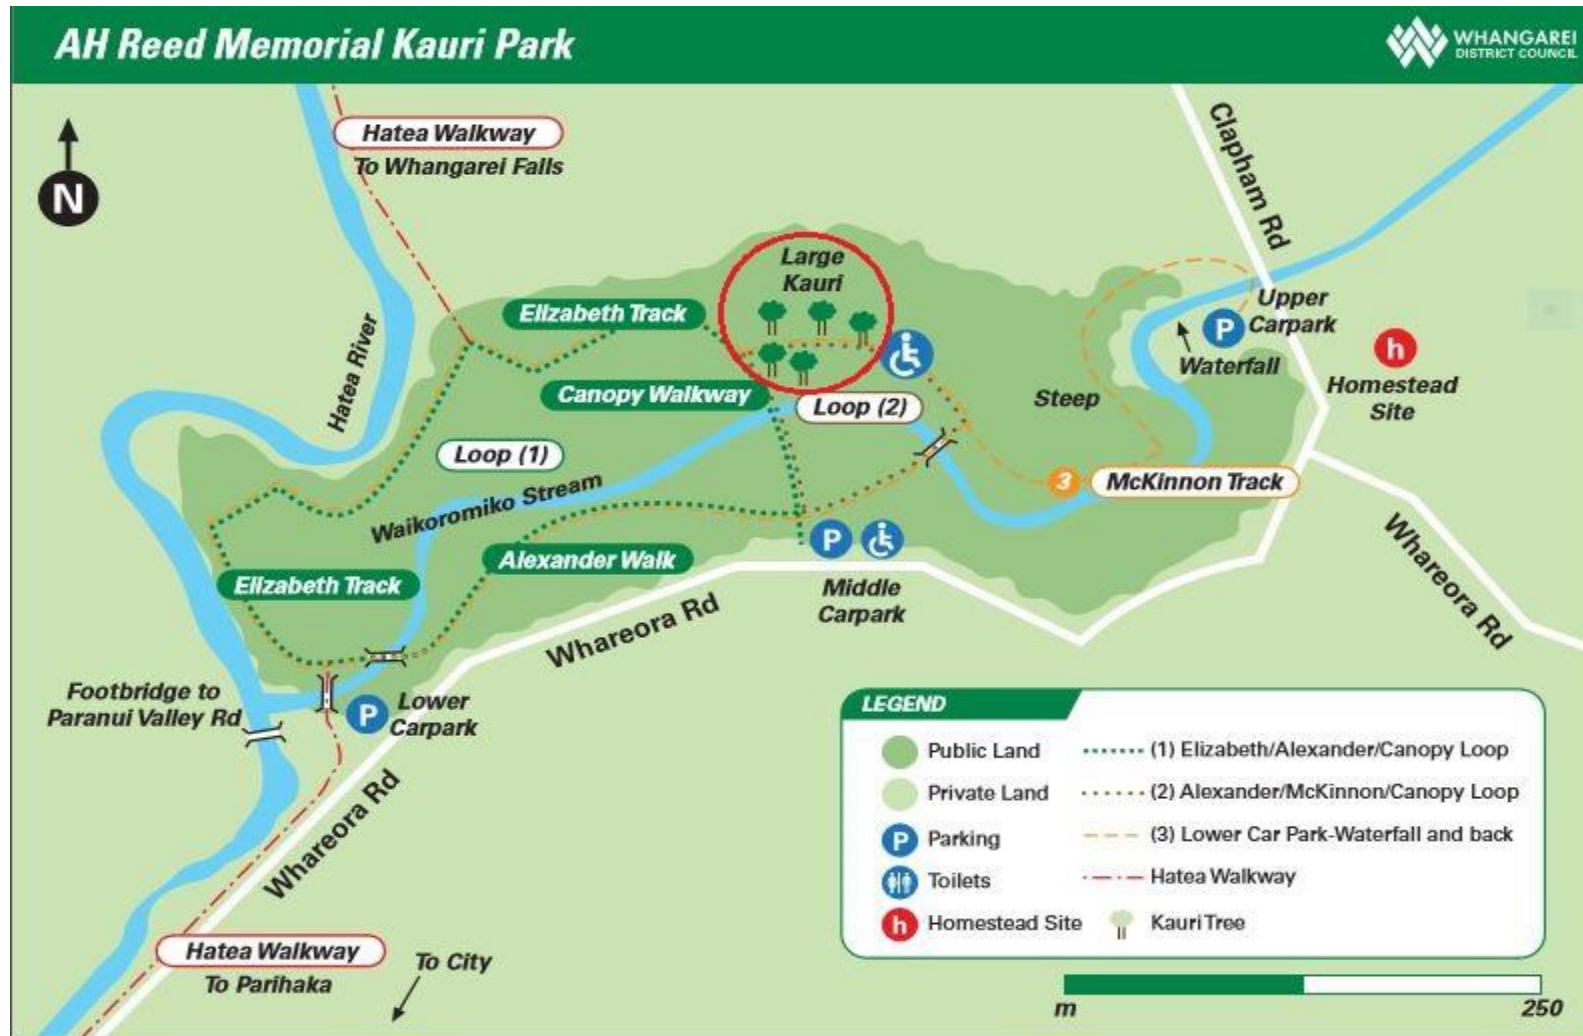 AH Reed Memorial Kauri Park
WHANGAREI
DISTRICT COUNCIL
Hatea Walkway
To Whangarei Falls
N
Clapham Rd
Large
Kauri
Elizabeth Track
Upper
Carpark
P
Waterfall
h
Homestead
Site
Hatea River
Canopy Walkway
Loop (2)
Steep
Loop (1)
3
McKinnon Track
Waikoromiko Stream
Alexander Walk
P
Middle
Carpark
Elizabeth Track
Whareora Rd
Whareora Rd
Footbridge to
Paranui Valley Rd
P
Lower
Carpark
Whareora Rd
Hatea Walkway
To Parihaka
To City
LEGEND
Public Land
(1) Elizabeth/Alexander/Canopy Loop
Private Land
(2) Alexander/McKinnon/Canopy Loop
P Parking
(3) Lower Car Park-Waterfall and back
Toilets
Hatea Walkway
h Homestead Site
Kauri Tree
m 250